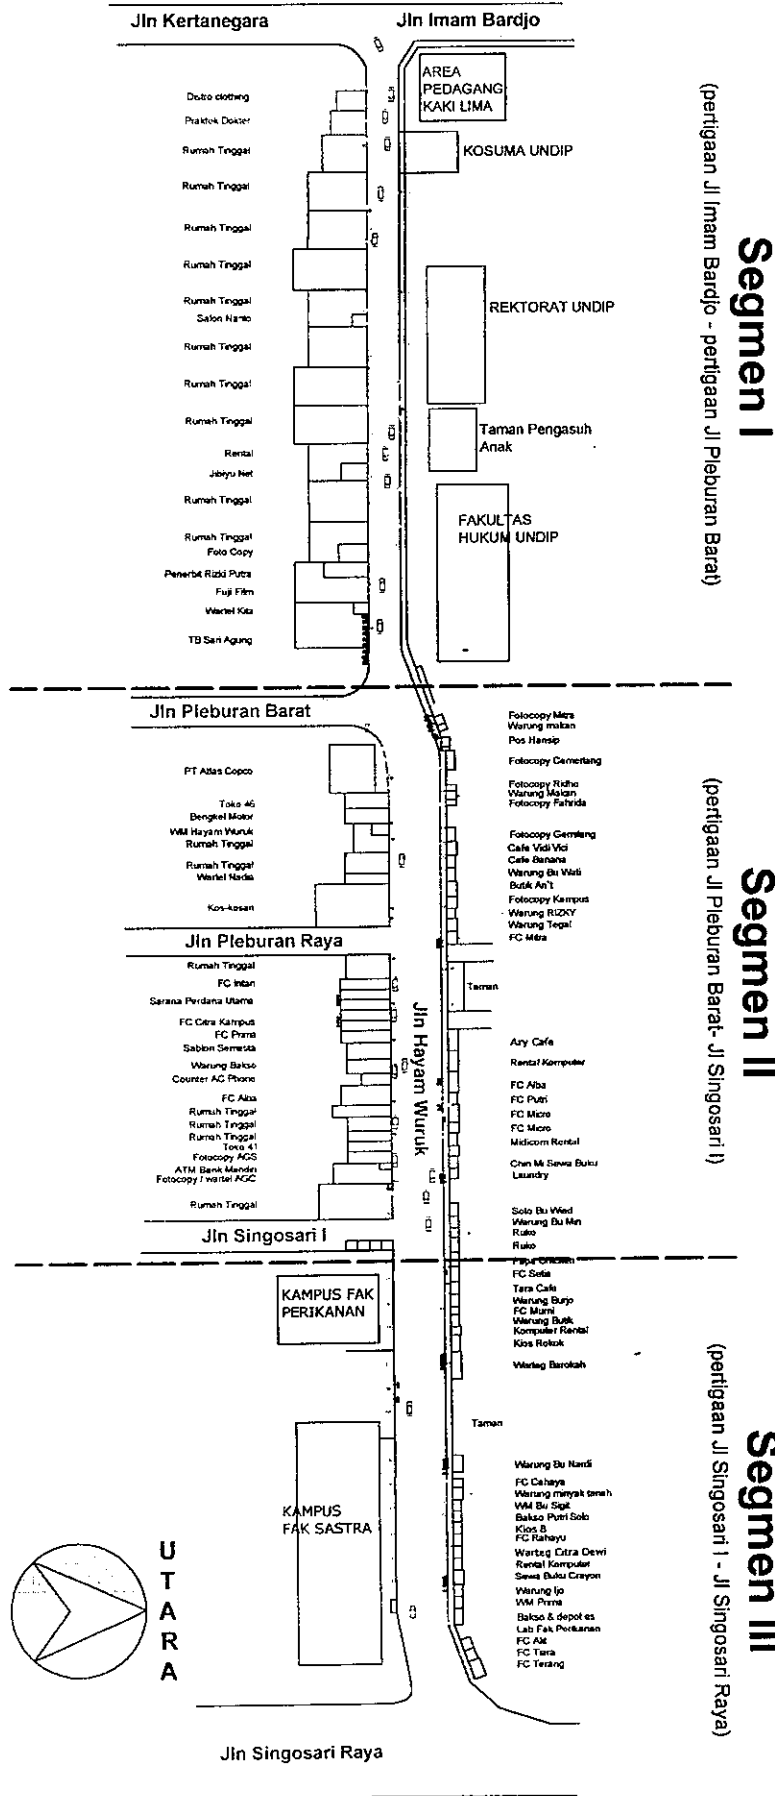 Jln Kertanegara
Jln Imam Bardjo
AREA
PEDAGANG
KAKI LIMA
KOSUMA UNDIP
REKTORAT UNDIP
Taman Pengasuh
Anak
FAKULTAS
HUKUM UNDIP
Distro clothing
Praktek Dokter
Rumah Tinggal
Rumah Tinggal
Rumah Tinggal
Rumah Tinggal
Rumah Tinggal
Salon Nanto
Rumah Tinggal
Rumah Tinggal
Rumah Tinggal
Rental
Jibiyu Net
Rumah Tinggal
Rumah Tinggal
Foto Copy
Penerbit Rizki Putra
Fuji Film
Wartel Kita
TB Sari Agung
Segmen I
(pertigaan Jl Imam Bardjo - pertigaan Jl Pleburan Barat)
Jln Pleburan Barat
PT Atlas Copco
Toko 46
Bengkel Motor
WM Hayam Wuruk
Rumah Tinggal
Rumah Tinggal
Wartel Nadia
Kos-kosan
Jln Pleburan Raya
Rumah Tinggal
FC Intan
Sarana Perdana Utama
FC Citra Kampus
FC Prima
Sablon Semesta
Warung Bakso
Counter AC Phone
FC Alba
Rumah Tinggal
Rumah Tinggal
Rumah Tinggal
Toko 41
Fotocopy AGS
ATM Bank Mandiri
Fotocopy / wartel AGC
Rumah Tinggal
Jln Singosari I
Jln Hayam Wuruk
Fotocopy Mitra
Warung makan
Pos Hansip
Fotocopy Gemerlang
Fotocopy Ridho
Warung Makan
Fotocopy Fahrida
Fotocopy Gemilang
Cafe Vidi Vici
Cafe Banana
Warung Bu Wati
Butik An't
Fotocopy Kampus
Warung RIZKY
Warung Tegal
FC Mitra
Taman
Ary Cafe
Rental Komputer
FC Alba
FC Putri
FC Micro
FC Micro
Midicom Rental
Chin Mi Sewa Buku
Laundry
Soto Bu Wied
Warung Bu Min
Ruko
Ruko
Segmen II
(pertigaan Jl Pleburan Barat- Jl Singosari I)
Papa Chicken
FC Setia
Tara Cafe
Warung Burjo
FC Murni
Warung Butik
Komputer Rental
Kios Rokok
Warteg Barokah
Taman
Warung Bu Nardi
FC Cahaya
Warung minyak tanah
WM Bu Sigit
Bakso Putri Solo
Kios B
FC Rahayu
Warteg Citra Dewi
Rental Komputer
Sewa Buku Crayon
Warung Ijo
WM Prima
Bakso & depot es
Lab Fak Perikanan
FC Akt
FC Tiara
FC Terang
KAMPUS FAK
PERIKANAN
KAMPUS
FAK SASTRA
Segmen III
(pertigaan Jl Singosari I - Jl Singosari Raya)
UTARA
Jln Singosari Raya